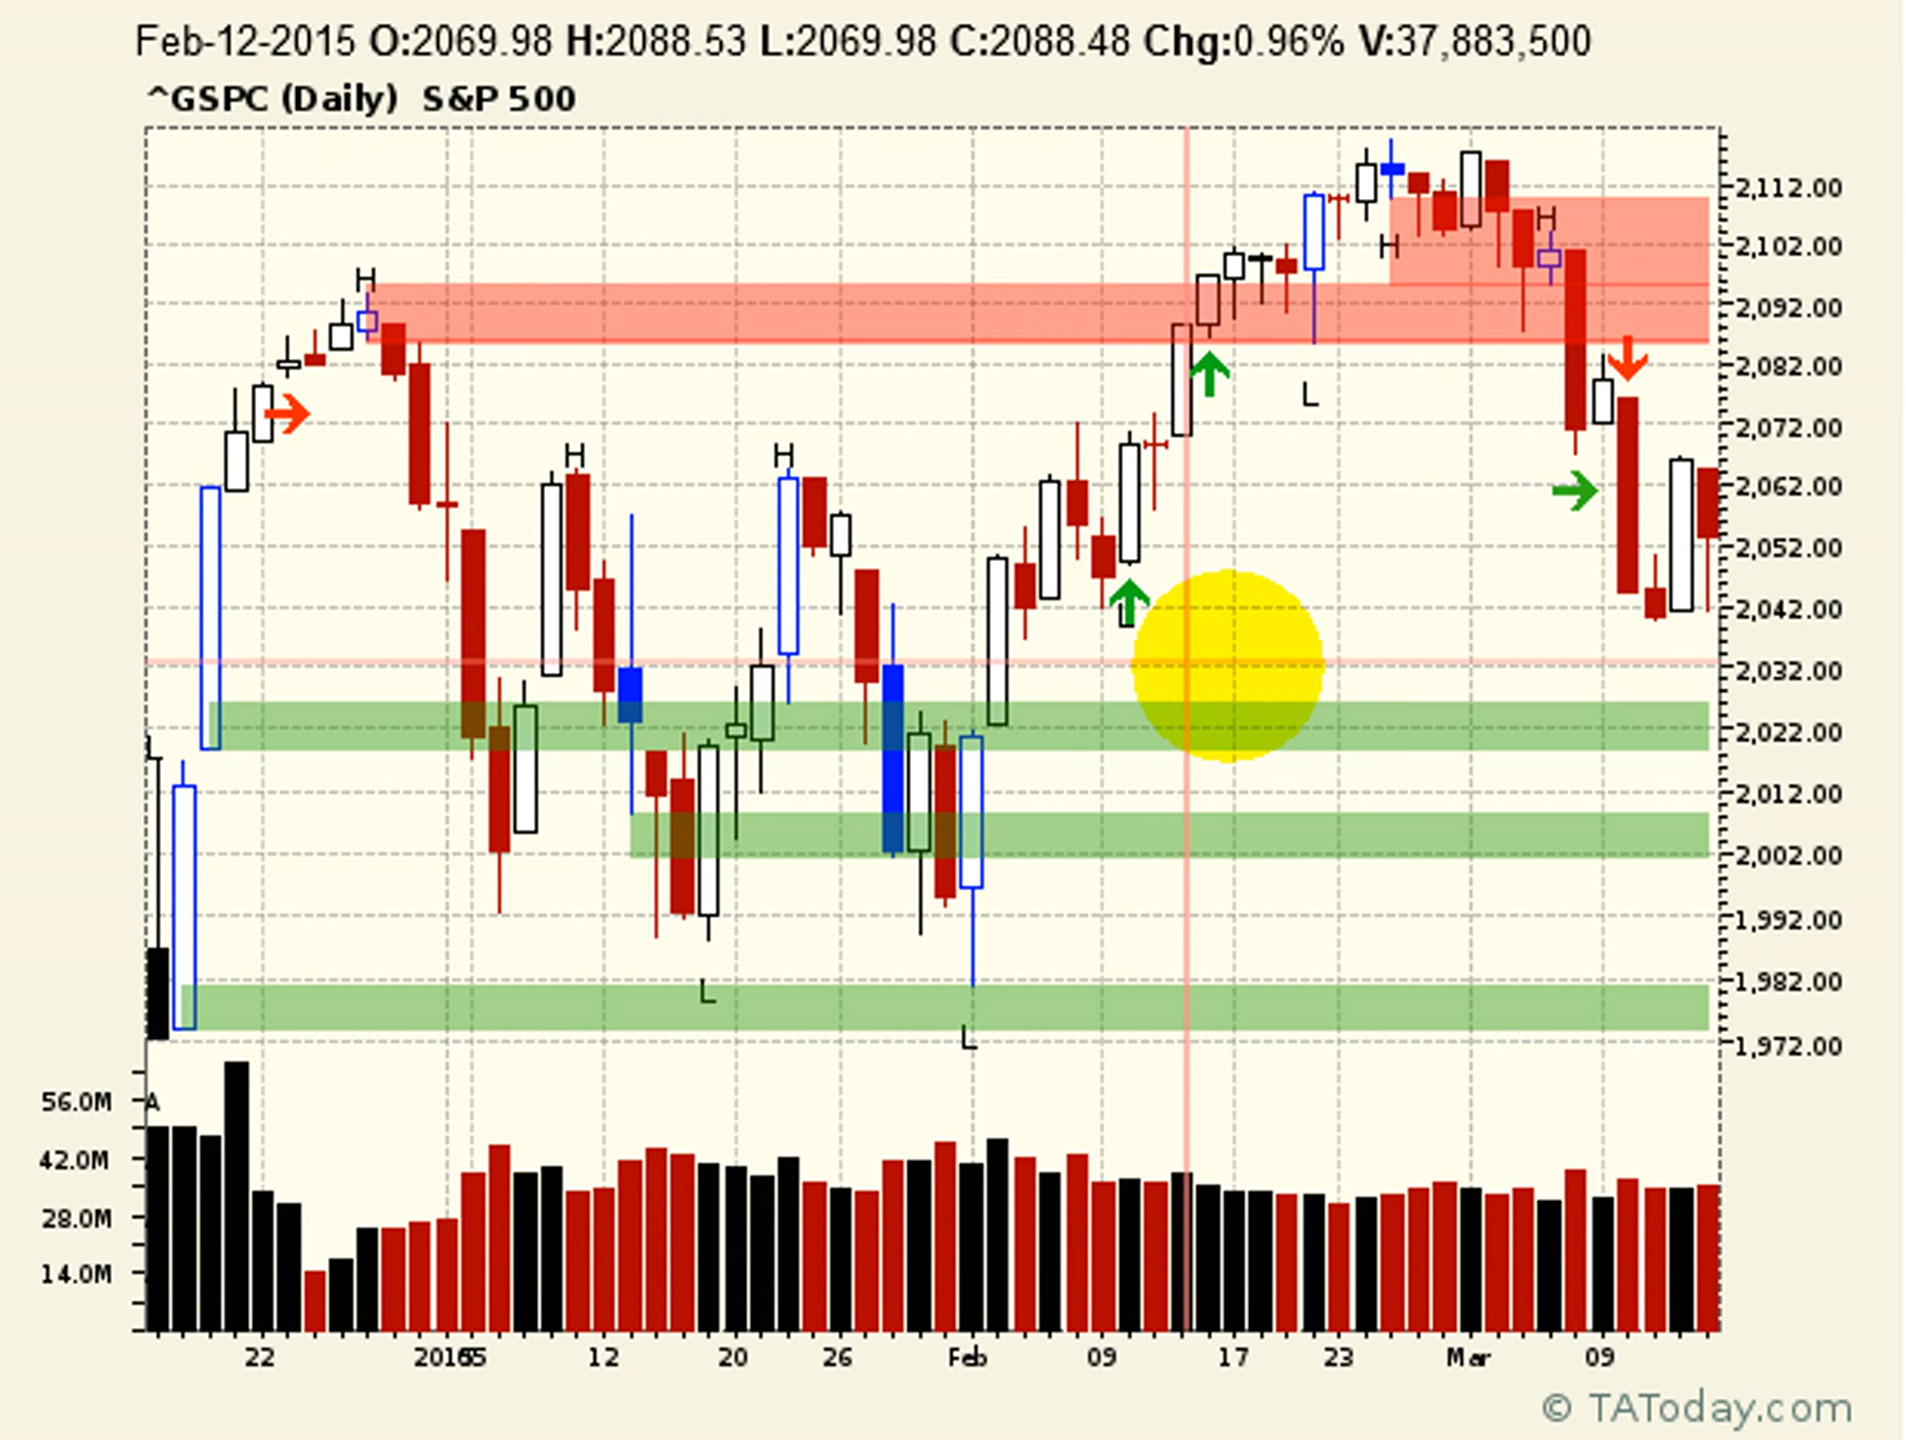 Feb-12-2015 O:2069.98 H:2088.53 L:2069.98 C:2088.48 Chg:0.96% V:37,883,500
^GSPC (Daily) S&P 500
2,112.00
H
H
2,102.00
H
2,092.00
2,082.00
L
2,072.00
H
H
2,062.00
2,052.00
2,042.00
L
2,032.00
2,022.00
L
2,012.00
2,002.00
1,992.00
1,982.00
L
L
1,972.00
56.0M
A
42.0M
28.0M
14.0M
22 2015 12 20 26 Feb 09 17 23 Mar 09
© TAToday.com